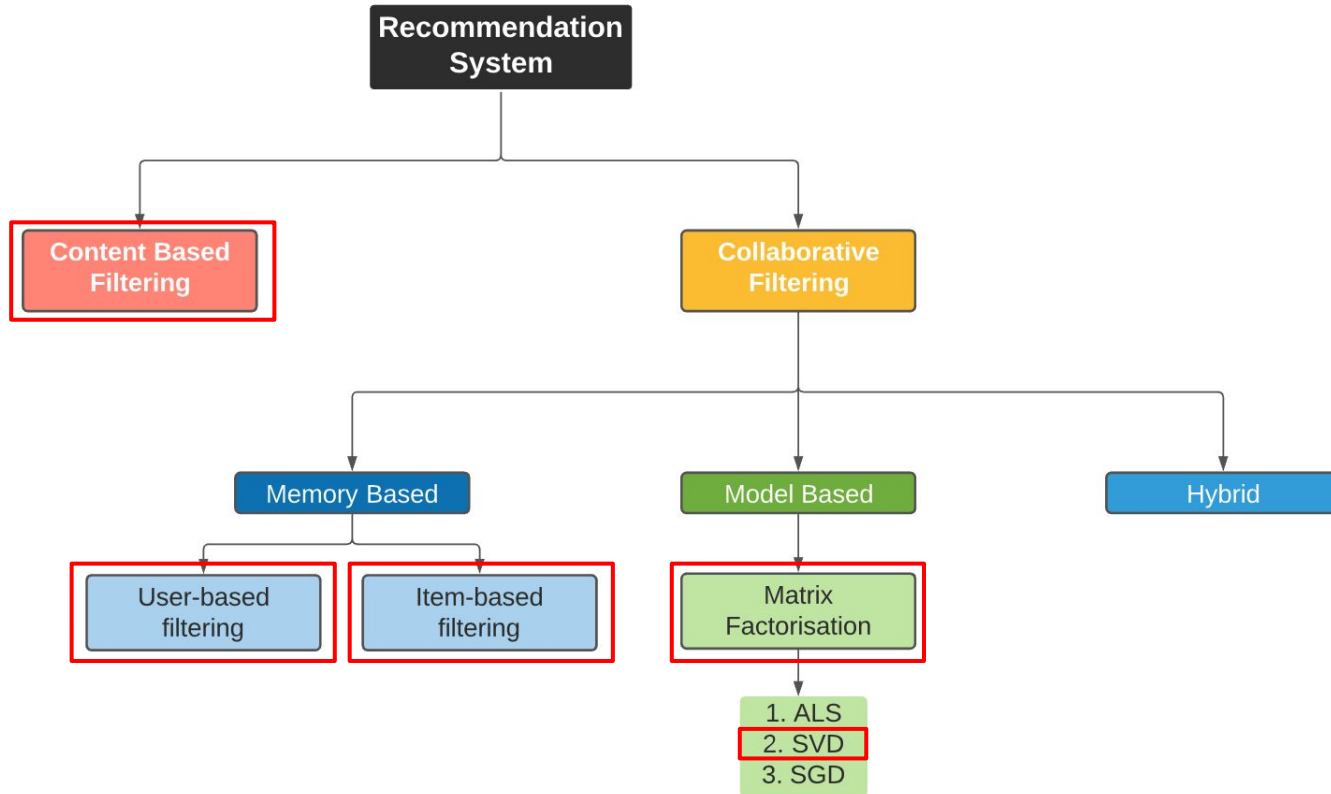 Recommendation
System
Content Based
Filtering
Collaborative
Filtering
Memory Based
Model Based
Hybrid
User-based
filtering
Item-based
filtering
Matrix
Factorisation
1. ALS
2. SVD
3. SGD